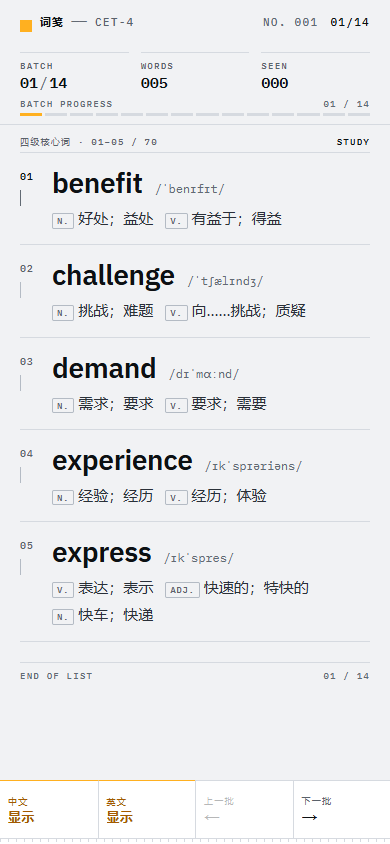 词笺 — CET-4 NO. 001 01/14
BATCH WORDS SEEN
01/14 005 000
BATCH PROGRESS 01 / 14
四级核心词 · 01–05 / 70 STUDY
01 benefit /ˈbenɪfɪt/
N. 好处；益处 V. 有益于；得益
02 challenge /ˈtʃælɪndʒ/
N. 挑战；难题 V. 向……挑战；质疑
03 demand /dɪˈmɑːnd/
N. 需求；要求 V. 要求；需要
04 experience /ɪkˈspɪəriəns/
N. 经验；经历 V. 经历；体验
05 express /ɪkˈspres/
V. 表达；表示 ADJ. 快速的；特快的
N. 快车；快递
END OF LIST 01 / 14
中文 英文 上一批 下一批
显示 显示 ← →